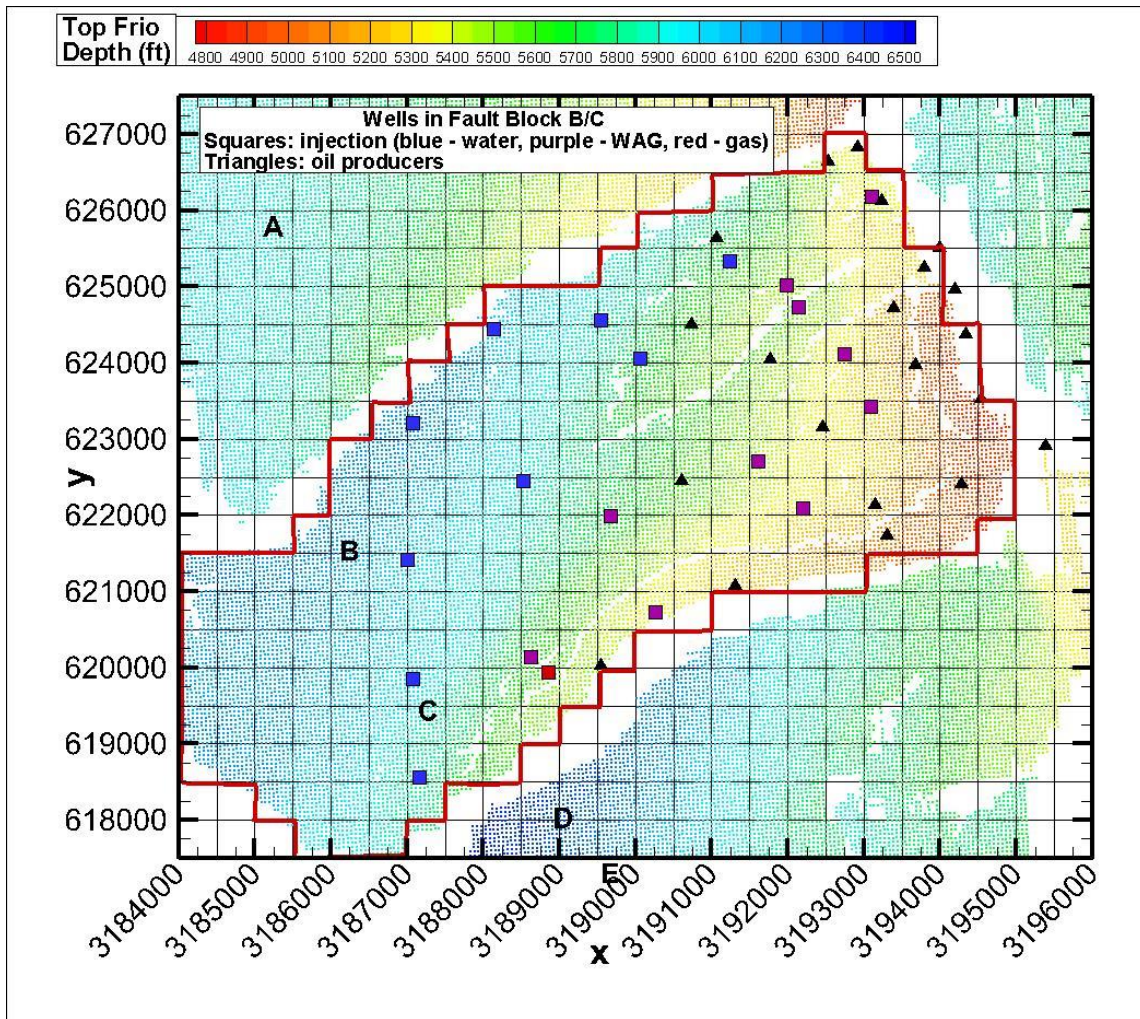 Top Frio
Depth (ft)
4800 4900 5000 5200 5300 5400 5500 5600 5700 5800 5900 6000 6100 6200 6300 6400 6500
Wells in Fault Block B/C
Squares: injection (blue - water, purple - WAG, red - gas)
Triangles: oil producers
627000
626000
A
625000
624000
623000
y
622000
B
621000
620000
C
619000
618000
D
E
3184000 3185000 3186000 3187000 3188000 3189000 3190000 3191000 3192000 3193000 3194000 3195000 3196000
x